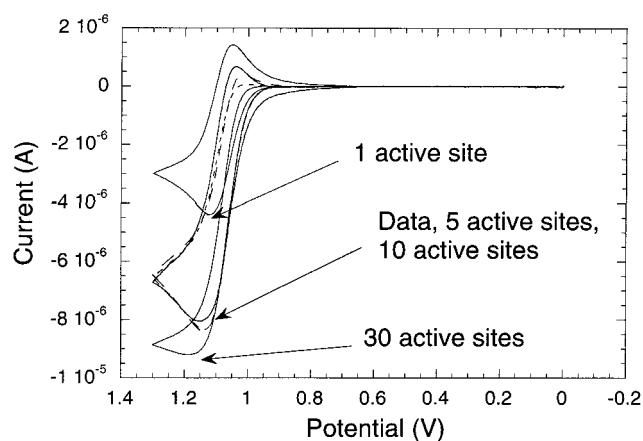 2 10⁻⁶
0
-2 10⁻⁶
-4 10⁻⁶
-6 10⁻⁶
-8 10⁻⁶
-1 10⁻⁵
Current (A)
1 active site
Data, 5 active sites,
10 active sites
30 active sites
1.4 1.2 1 0.8 0.6 0.4 0.2 0 -0.2
Potential (V)